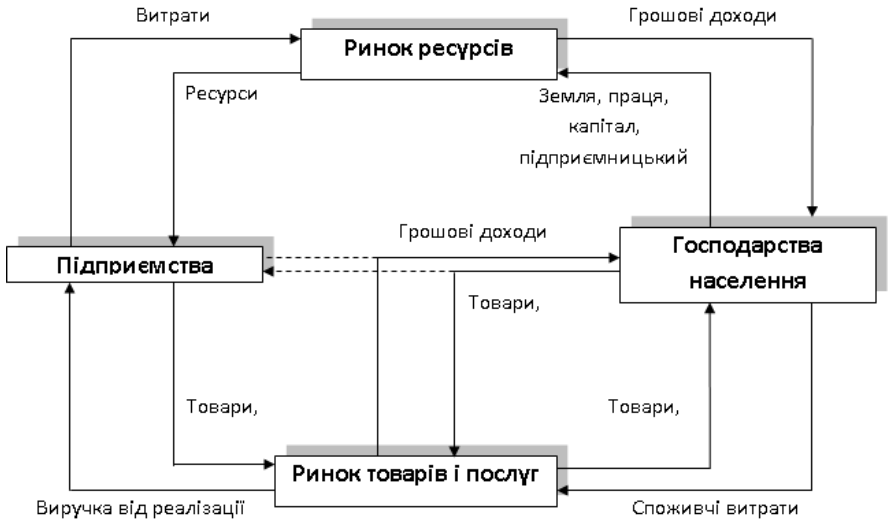 Витрати
Грошові доходи
Ринок ресурсів
Ресурси
Земля, праця,
капітал,
підприємницький
Грошові доходи
Господарства
населення
Підприємства
Товари,
Товари,
Товари,
Ринок товарів і послуг
Виручка від реалізації
Споживчі витрати